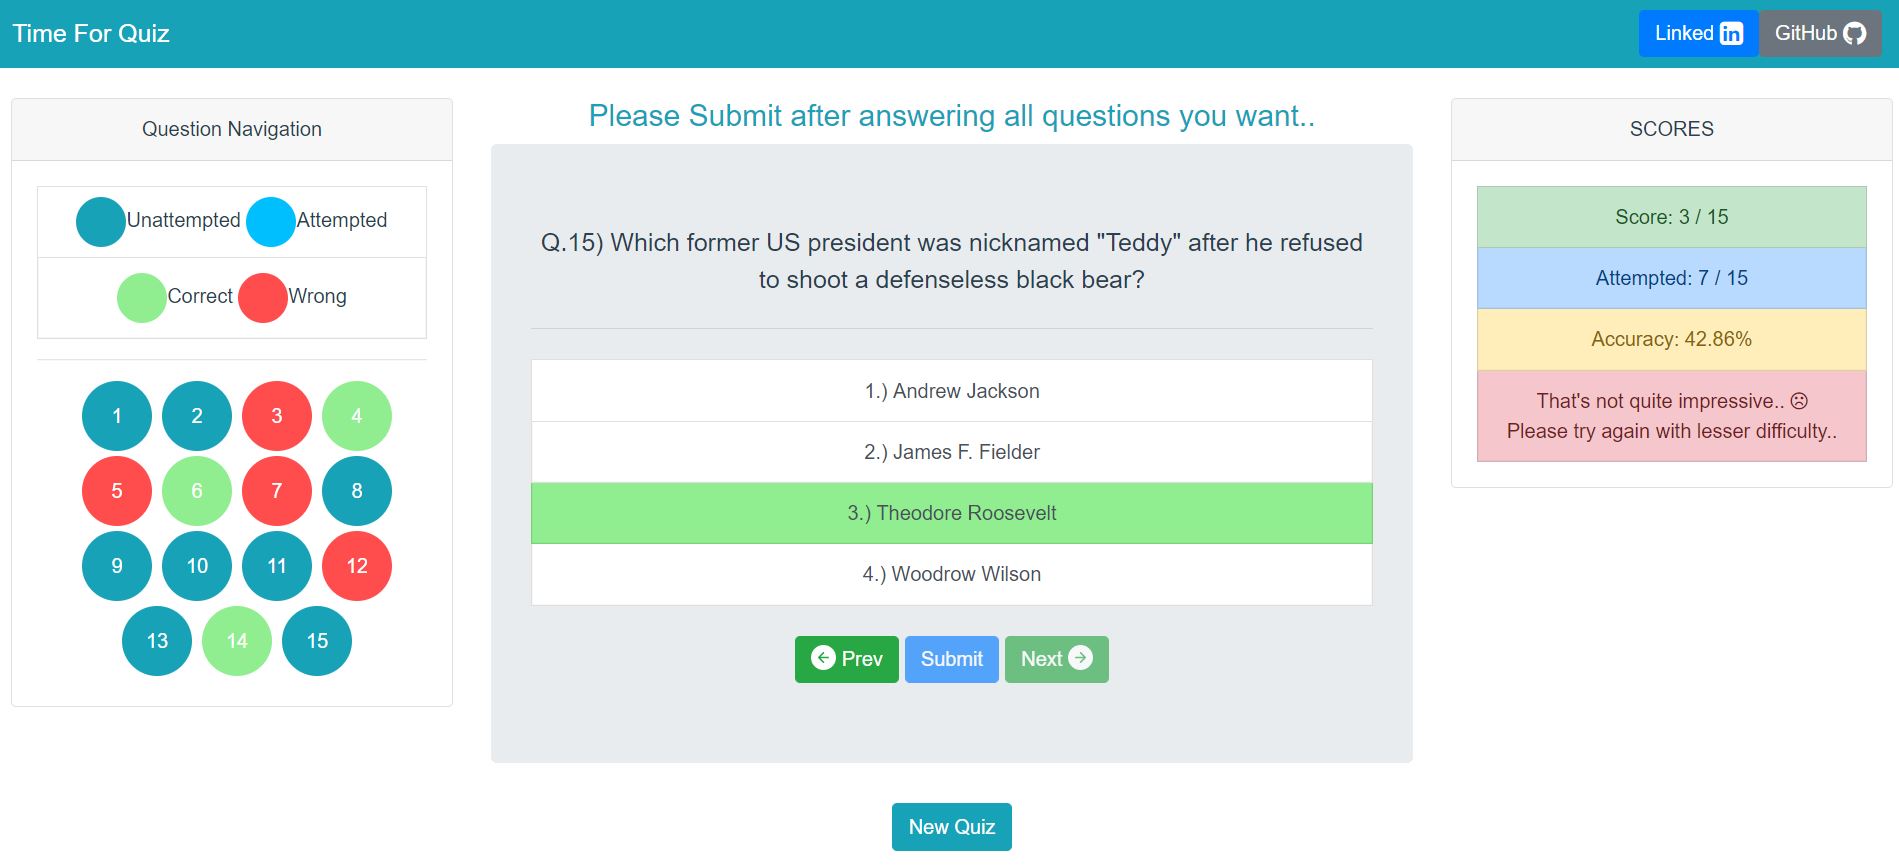 Time For Quiz
Linked in
GitHub
Question Navigation
Unattempted Attempted
Correct Wrong
1 2 3 4
5 6 7 8
9 10 11 12
13 14 15
Please Submit after answering all questions you want..
Q.15) Which former US president was nicknamed "Teddy" after he refused
to shoot a defenseless black bear?
1.) Andrew Jackson
2.) James F. Fielder
3.) Theodore Roosevelt
4.) Woodrow Wilson
Prev Submit Next
New Quiz
SCORES
Score: 3 / 15
Attempted: 7 / 15
Accuracy: 42.86%
That's not quite impressive.. ☹
Please try again with lesser difficulty..